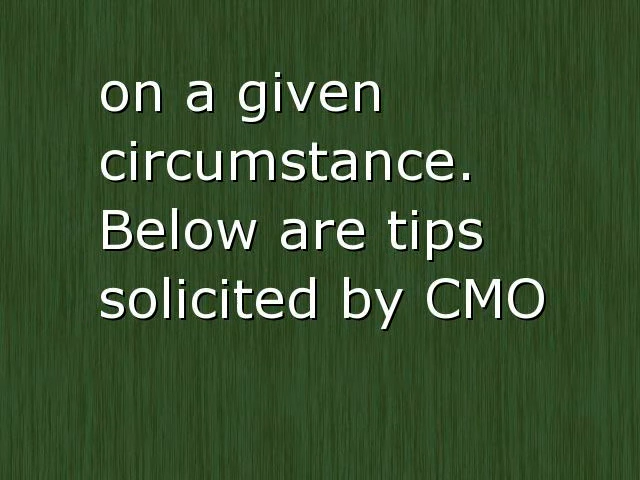 on a given
circumstance.
Below are tips
solicited by CMO